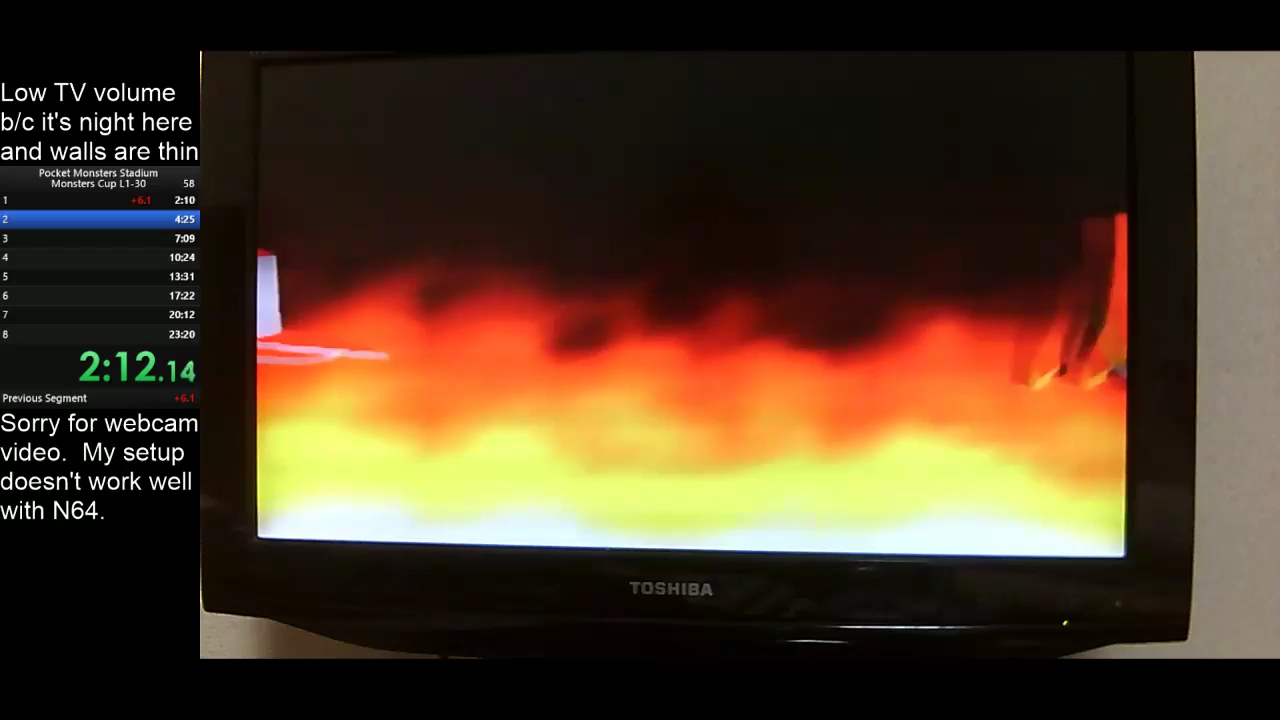 Low TV volume
b/c it's night here
and walls are thin
Pocket Monsters Stadium
Monsters Cup L1-30 58
1 +6.1 2:10
2 4:25
3 7:09
4 10:24
5 13:31
6 17:22
7 20:12
8 23:20
2:12.14
Previous Segment +6.1
Sorry for webcam
video. My setup
doesn't work well
with N64.
TOSHIBA